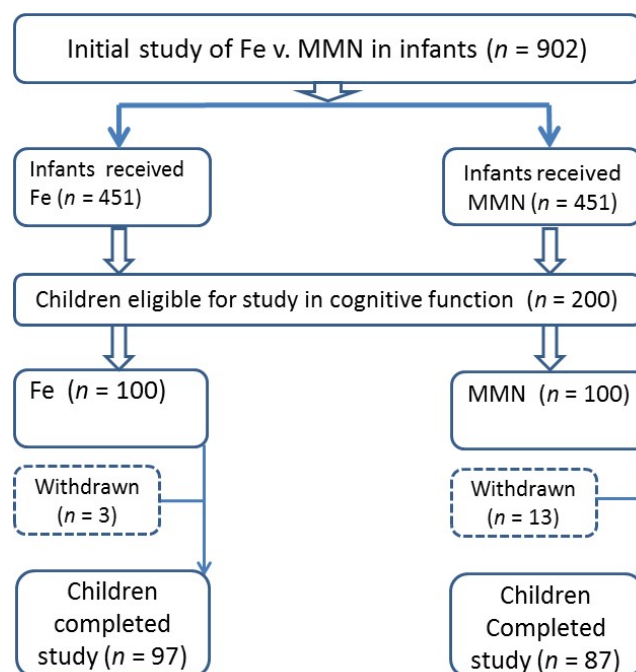 Initial study of Fe v. MMN in infants (n = 902)
Infants received
Fe (n = 451)
Infants received
MMN (n = 451)
Children eligible for study in cognitive function (n = 200)
Fe (n = 100)
MMN (n = 100)
Withdrawn
(n = 3)
Withdrawn
(n = 13)
Children
completed
study (n = 97)
Children
Completed
study (n = 87)